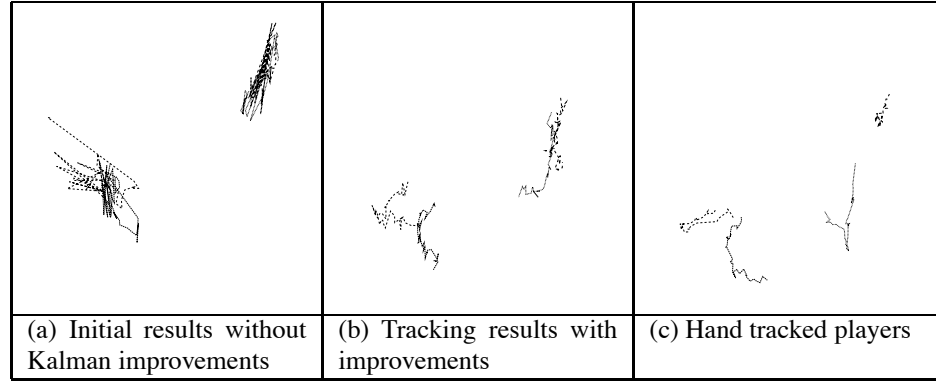 (a) Initial results without
Kalman improvements
(b) Tracking results with
improvements
(c) Hand tracked players